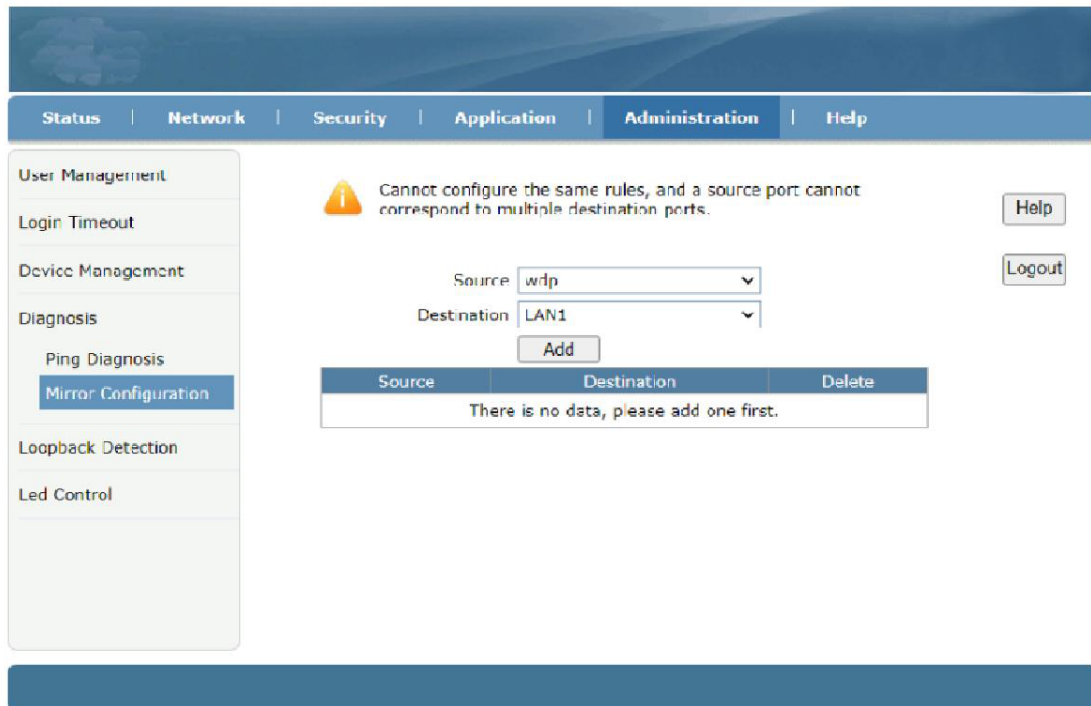 Status | Network | Security | Application | Administration | Help
User Management
Login Timeout
Device Management
Diagnosis
Ping Diagnosis
Mirror Configuration
Loopback Detection
Led Control
Cannot configure the same rules, and a source port cannot
correspond to multiple destination ports.
Source wdp
Destination LAN1
Add
Source Destination Delete
There is no data, please add one first.
Help
Logout